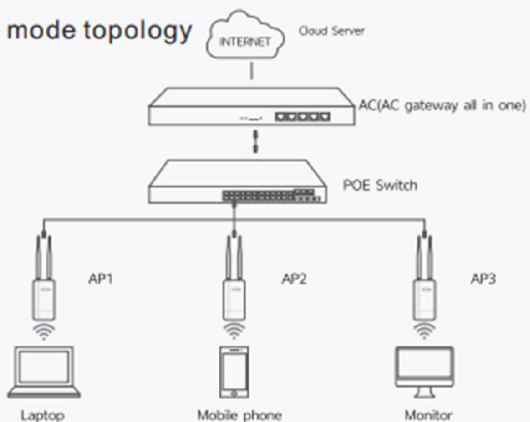 mode topology
INTERNET
Cloud Server
AC(AC gateway all in one)
POE Switch
AP1
AP2
AP3
Laptop
Mobile phone
Monitor